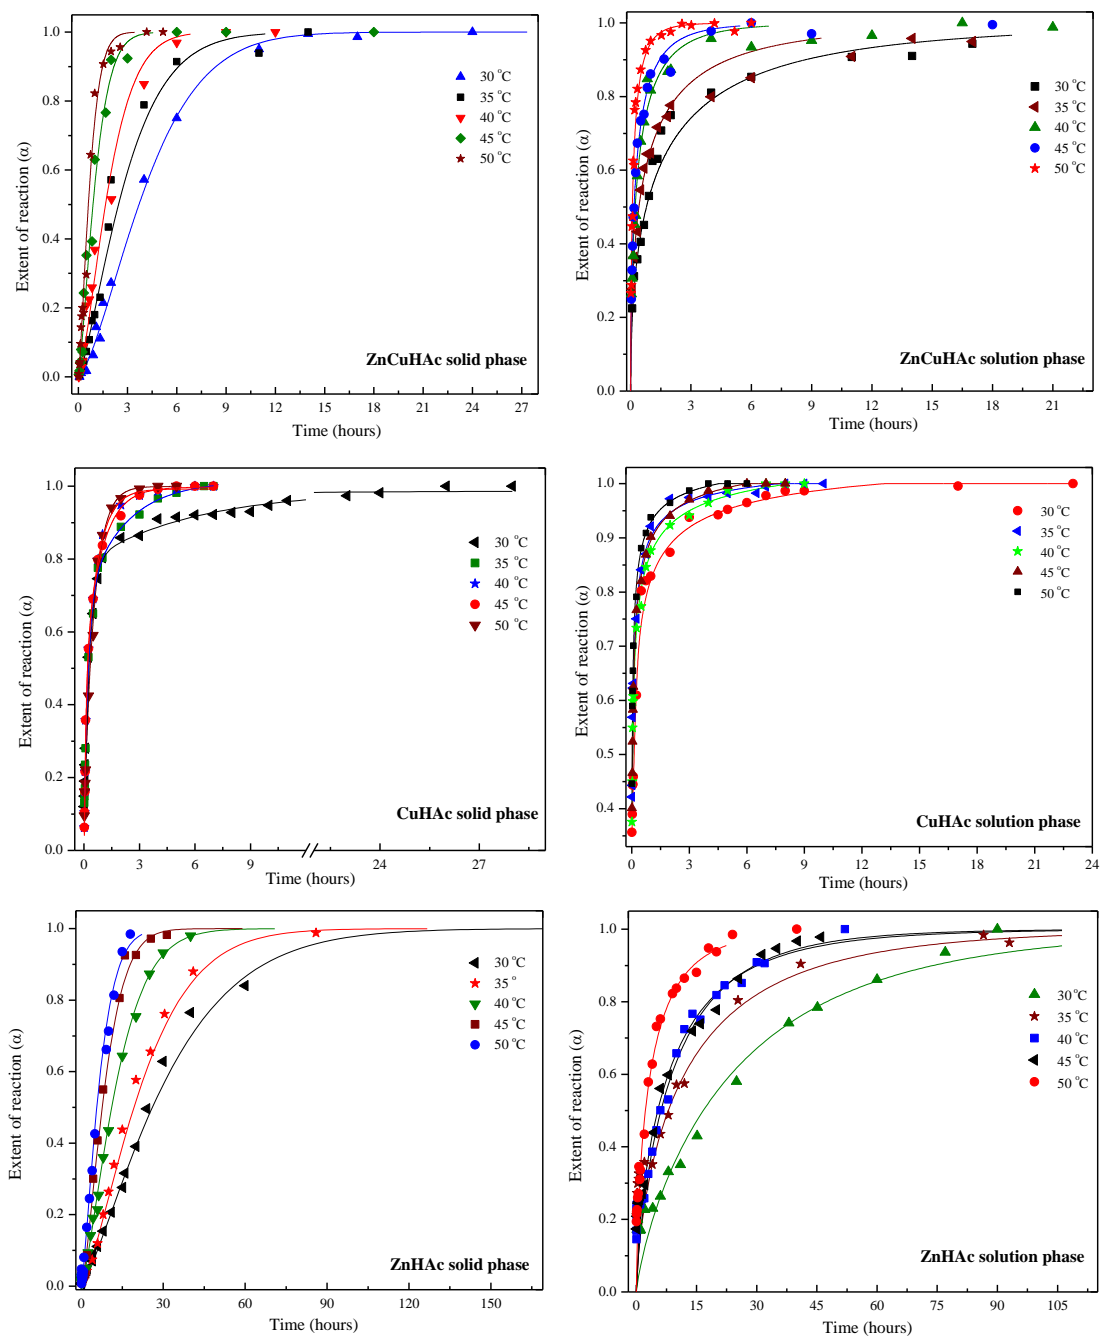 1.0
0.8
0.6
0.4
0.2
0.0
Extent of reaction (α)
30 °C
35 °C
40 °C
45 °C
50 °C
ZnCuHAc solid phase
0 3 6 9 12 15 18 21 24 27
Time (hours)
1.0
0.8
0.6
0.4
0.2
0.0
Extent of reaction (α)
30 °C
35 °C
40 °C
45 °C
50 °C
ZnCuHAc solution phase
0 3 6 9 12 15 18 21
Time (hours)
1.0
0.8
0.6
0.4
0.2
0.0
Extent of reaction (α)
30 °C
35 °C
40 °C
45 °C
50 °C
CuHAc solid phase
0 3 6 9 24 27
Time (hours)
1.0
0.9
0.8
0.7
0.6
0.5
0.4
Extent of reaction (α)
30 °C
35 °C
40 °C
45 °C
50 °C
CuHAc solution phase
0 3 6 9 12 15 18 21 24
Time (hours)
1.0
0.8
0.6
0.4
0.2
0.0
Extent of reaction (α)
30 °C
35 °
40 °C
45 °C
50 °C
ZnHAc solid phase
0 30 60 90 120 150
Time (hours)
1.0
0.8
0.6
0.4
0.2
0.0
Extent of reaction (α)
30 °C
35 °C
40 °C
45 °C
50 °C
ZnHAc solution phase
0 15 30 45 60 75 90 105
Time (hours)